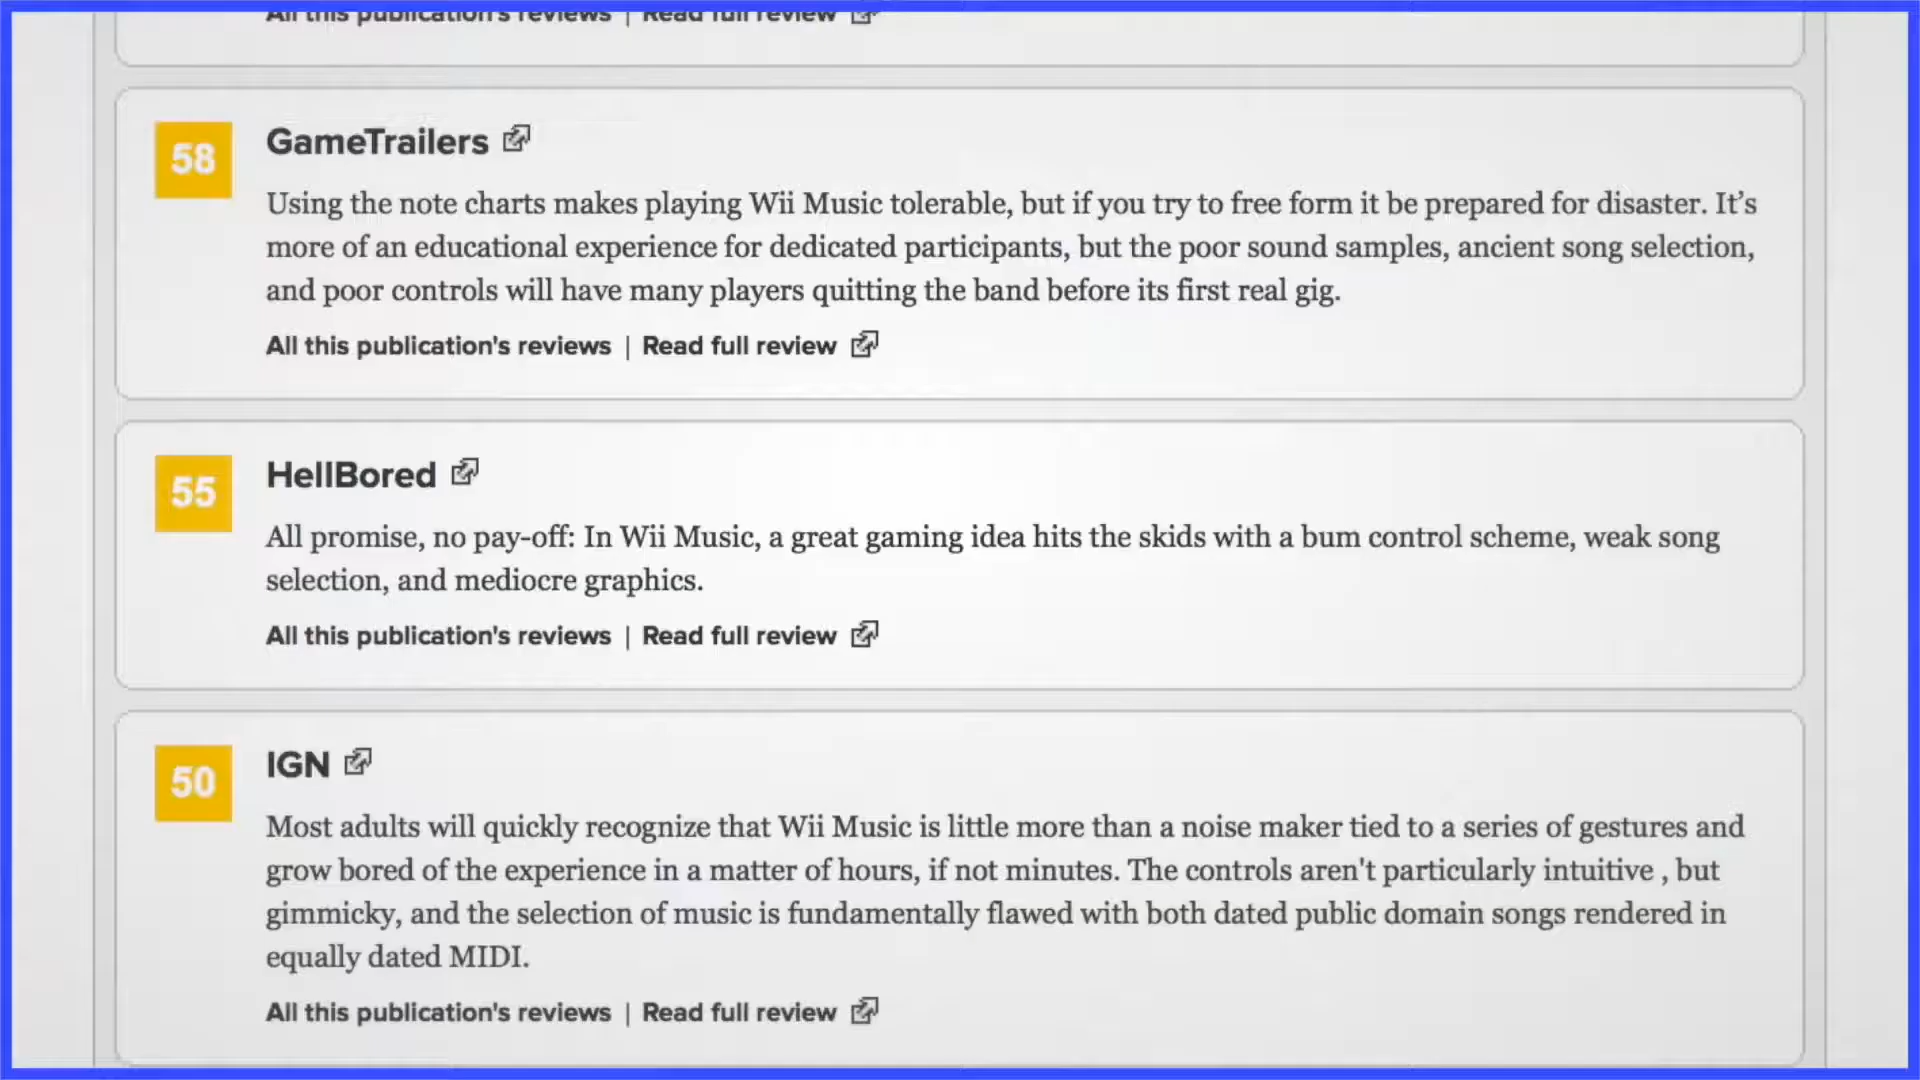 All this publication's reviews | Read full review
58
GameTrailers
Using the note charts makes playing Wii Music tolerable, but if you try to free form it be prepared for disaster. It’s
more of an educational experience for dedicated participants, but the poor sound samples, ancient song selection,
and poor controls will have many players quitting the band before its first real gig.
All this publication's reviews | Read full review
55
HellBored
All promise, no pay-off: In Wii Music, a great gaming idea hits the skids with a bum control scheme, weak song
selection, and mediocre graphics.
All this publication's reviews | Read full review
50
IGN
Most adults will quickly recognize that Wii Music is little more than a noise maker tied to a series of gestures and
grow bored of the experience in a matter of hours, if not minutes. The controls aren't particularly intuitive , but
gimmicky, and the selection of music is fundamentally flawed with both dated public domain songs rendered in
equally dated MIDI.
All this publication's reviews | Read full review